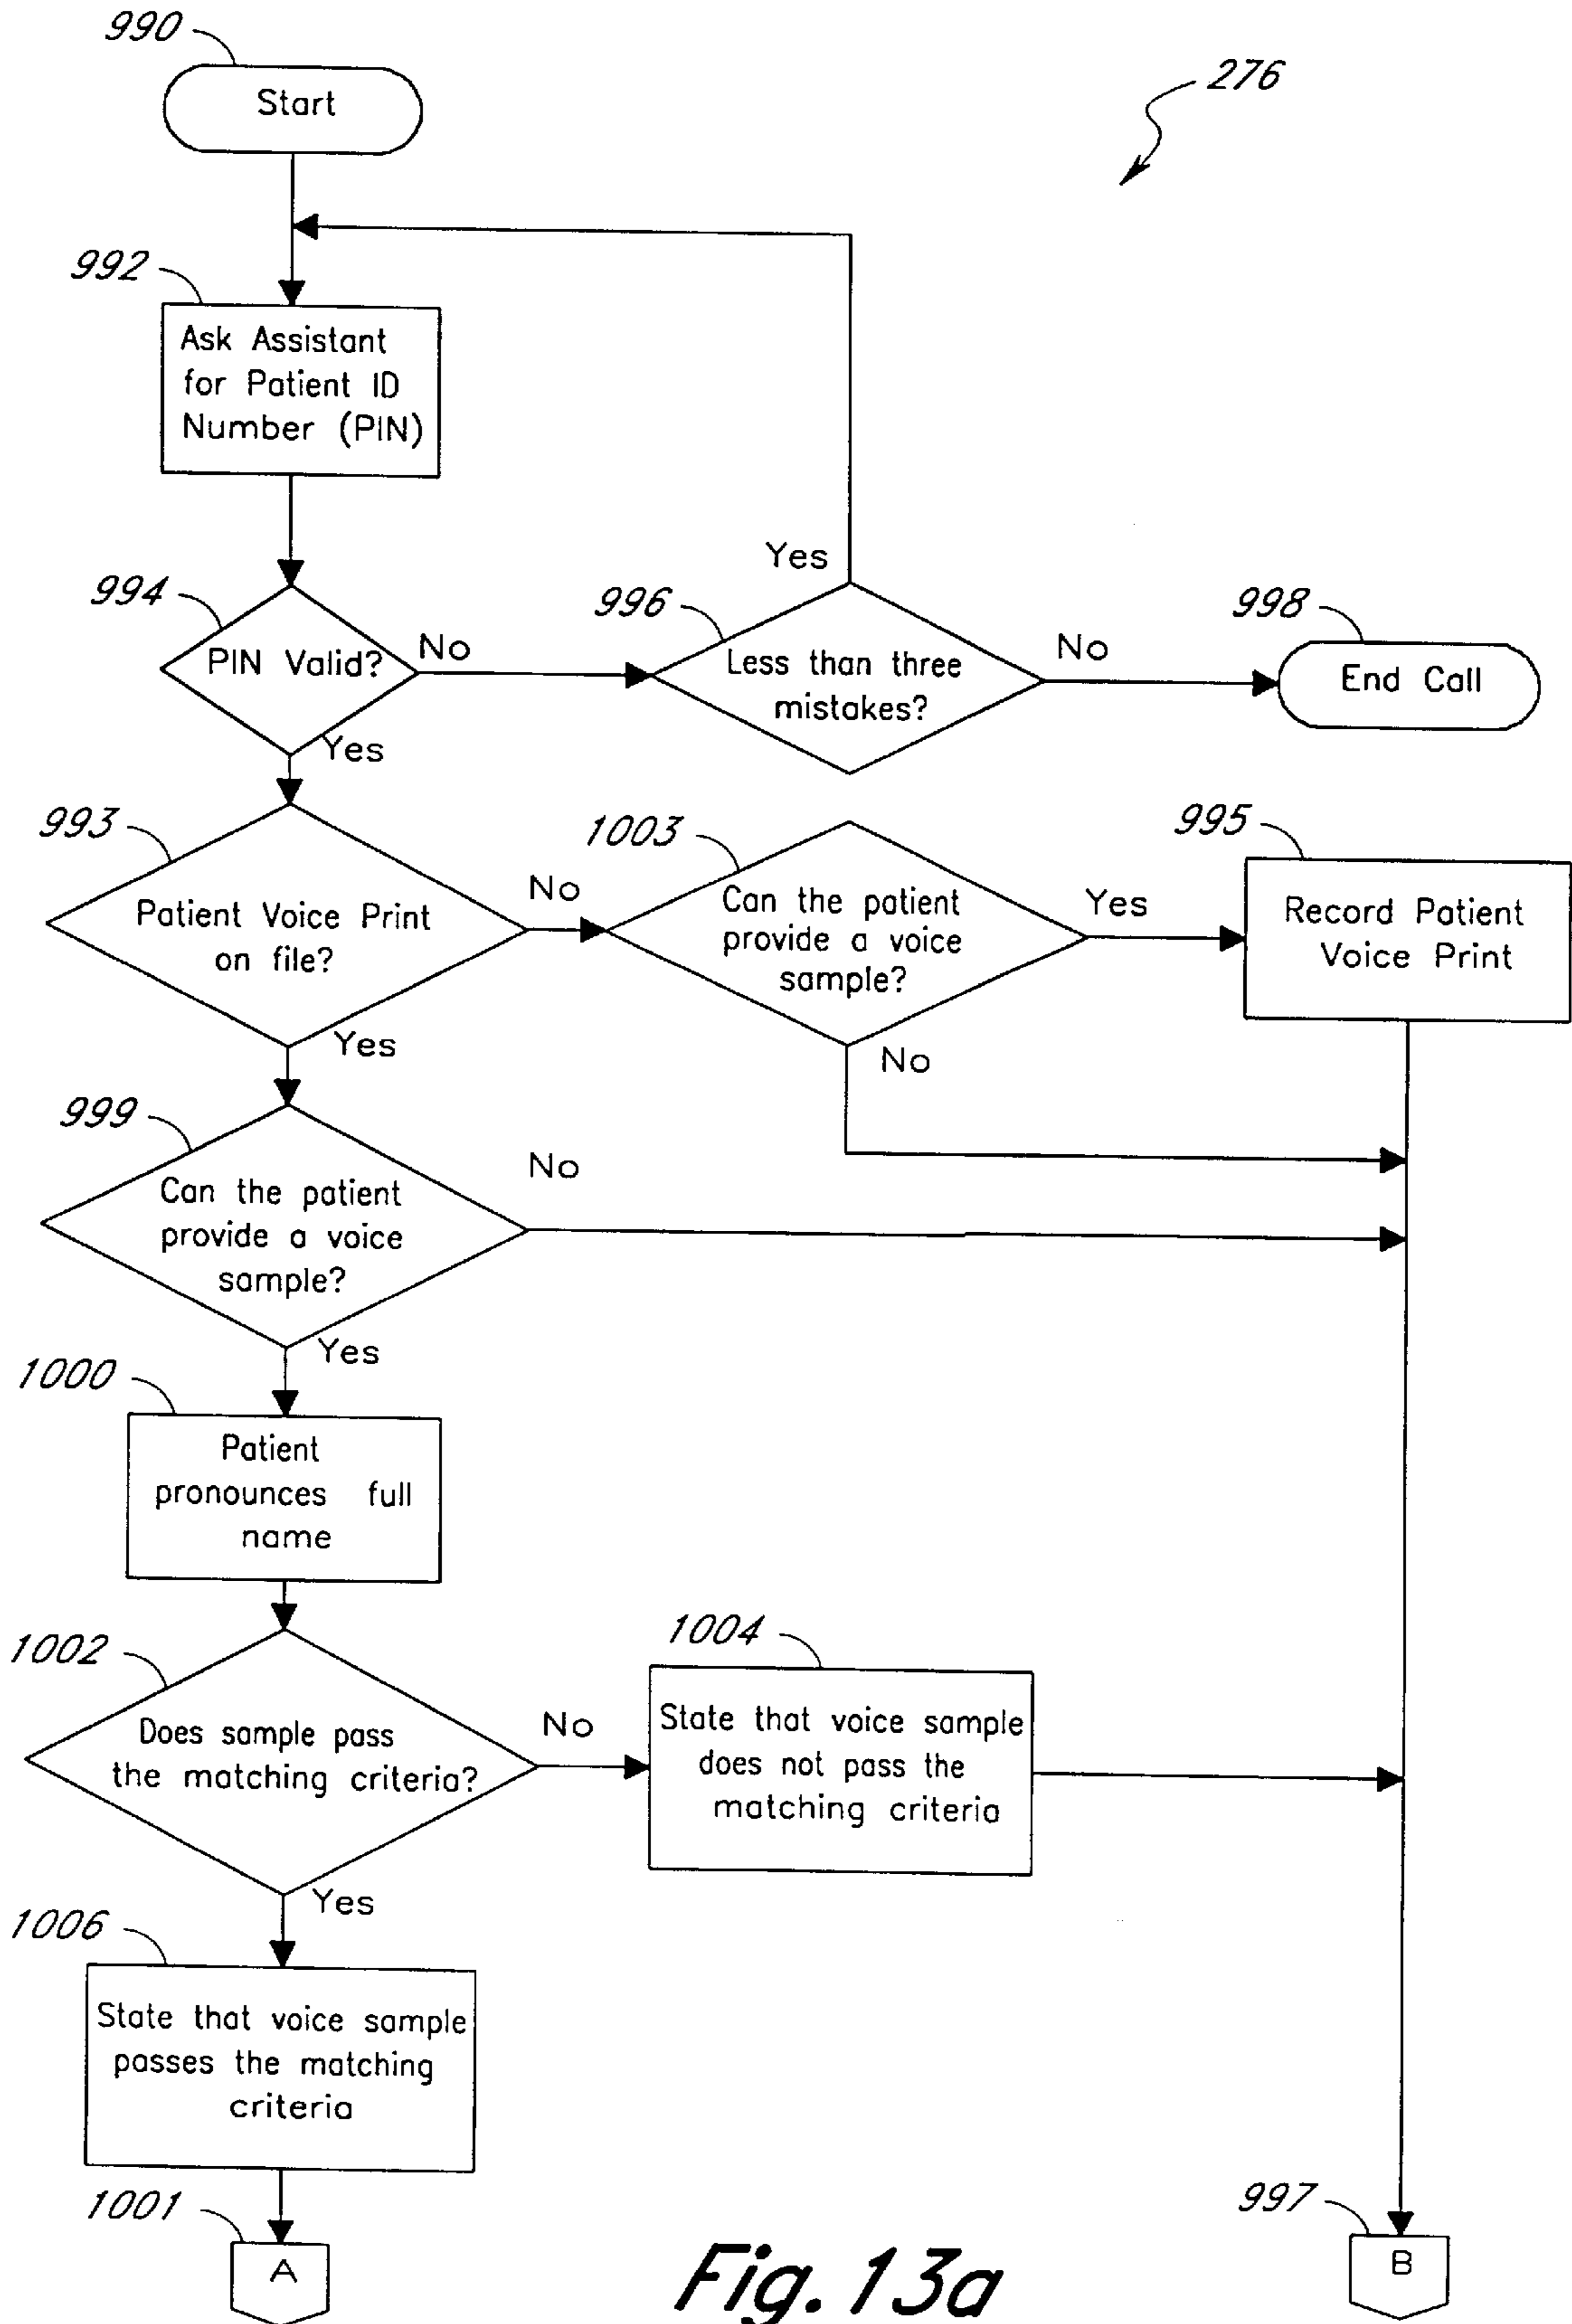 990
Start
276
992
Ask Assistant
for Patient ID
Number (PIN)
Yes
994
PIN Valid?
No
996
Less than three
mistakes?
No
998
End Call
Yes
993
Patient Voice Print
on file?
No
1003
Can the patient
provide a voice
sample?
Yes
995
Record Patient
Voice Print
Yes
No
999
Can the patient
provide a voice
sample?
No
Yes
1000
Patient
pronounces full
name
1002
Does sample pass
the matching criteria?
No
1004
State that voice sample
does not pass the
matching criteria
Yes
1006
State that voice sample
passes the matching
criteria
1001
A
997
B
Fig. 13a